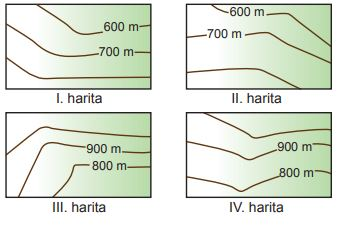 600 m
700 m
I. harita
600 m
700 m
II. harita
900 m
800 m
III. harita
900 m
800 m
IV. harita